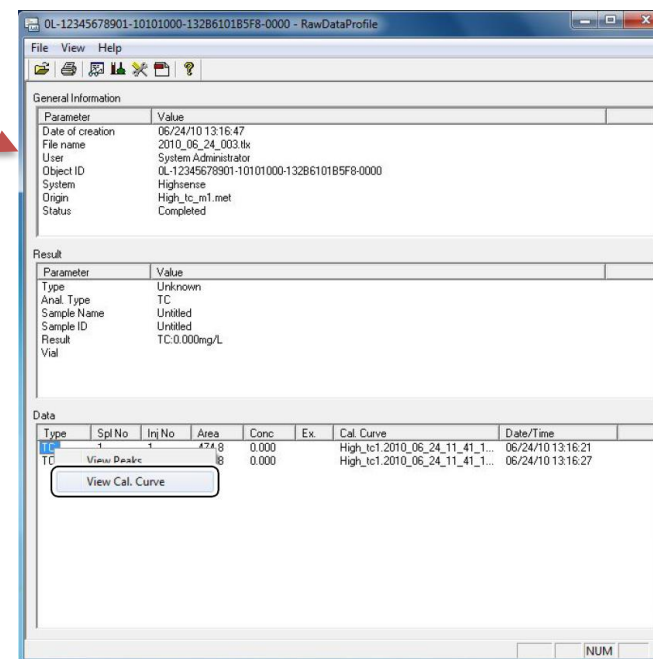 0L-12345678901-10101000-132B6101B5F8-0000 - RawDataProfile
File View Help
General Information
Parameter Value
Date of creation 06/24/10 13:16:47
File name 2010_06_24_003.tlx
User System Administrator
Object ID 0L-12345678901-10101000-132B6101B5F8-0000
System Highsense
Origin High_tc_m1.met
Status Completed
Result
Parameter Value
Type Unknown
Anal. Type TC
Sample Name Untitled
Sample ID Untitled
Result TC:0.000mg/L
Vial
Data
Type Spl No Inj No Area Conc Ex. Cal. Curve Date/Time
TC 1 1 474.8 0.000 High_tc1.2010_06_24_11_41_1... 06/24/10 13:16:21
TC View Peaks 8 0.000 High_tc1.2010_06_24_11_41_1... 06/24/10 13:16:27
View Cal. Curve
NUM